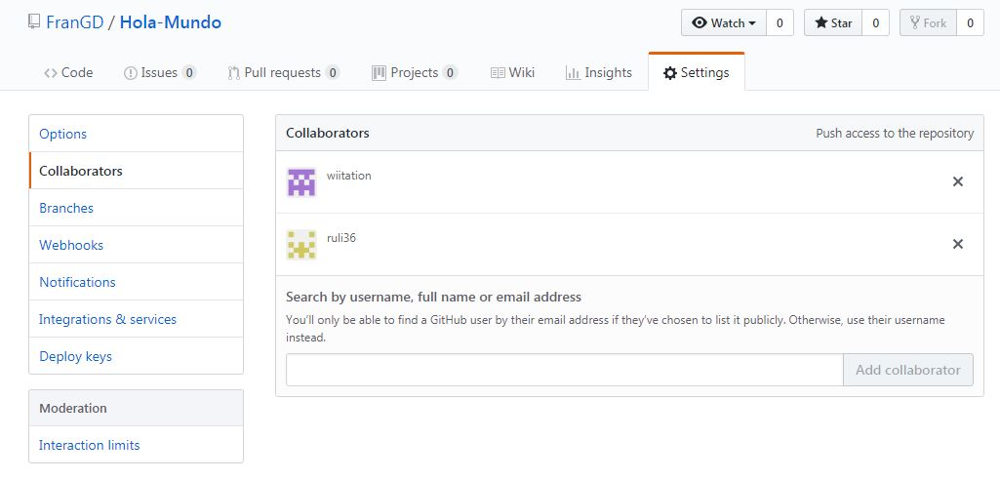 FranGD / Hola-Mundo
Watch 0 Star 0 Fork 0
Code Issues 0 Pull requests 0 Projects 0 Wiki Insights Settings
Options
Collaborators
Branches
Webhooks
Notifications
Integrations & services
Deploy keys
Moderation
Interaction limits
Collaborators Push access to the repository
wiitation
ruli36
Search by username, full name or email address
You'll only be able to find a GitHub user by their email address if they've chosen to list it publicly. Otherwise, use their username
instead.
Add collaborator